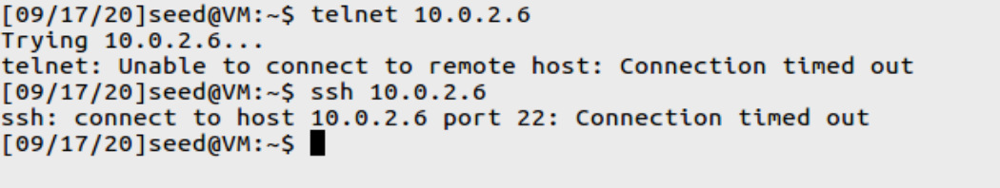 [09/17/20]seed@VM:~$ telnet 10.0.2.6
Trying 10.0.2.6...
telnet: Unable to connect to remote host: Connection timed out
[09/17/20]seed@VM:~$ ssh 10.0.2.6
ssh: connect to host 10.0.2.6 port 22: Connection timed out
[09/17/20]seed@VM:~$